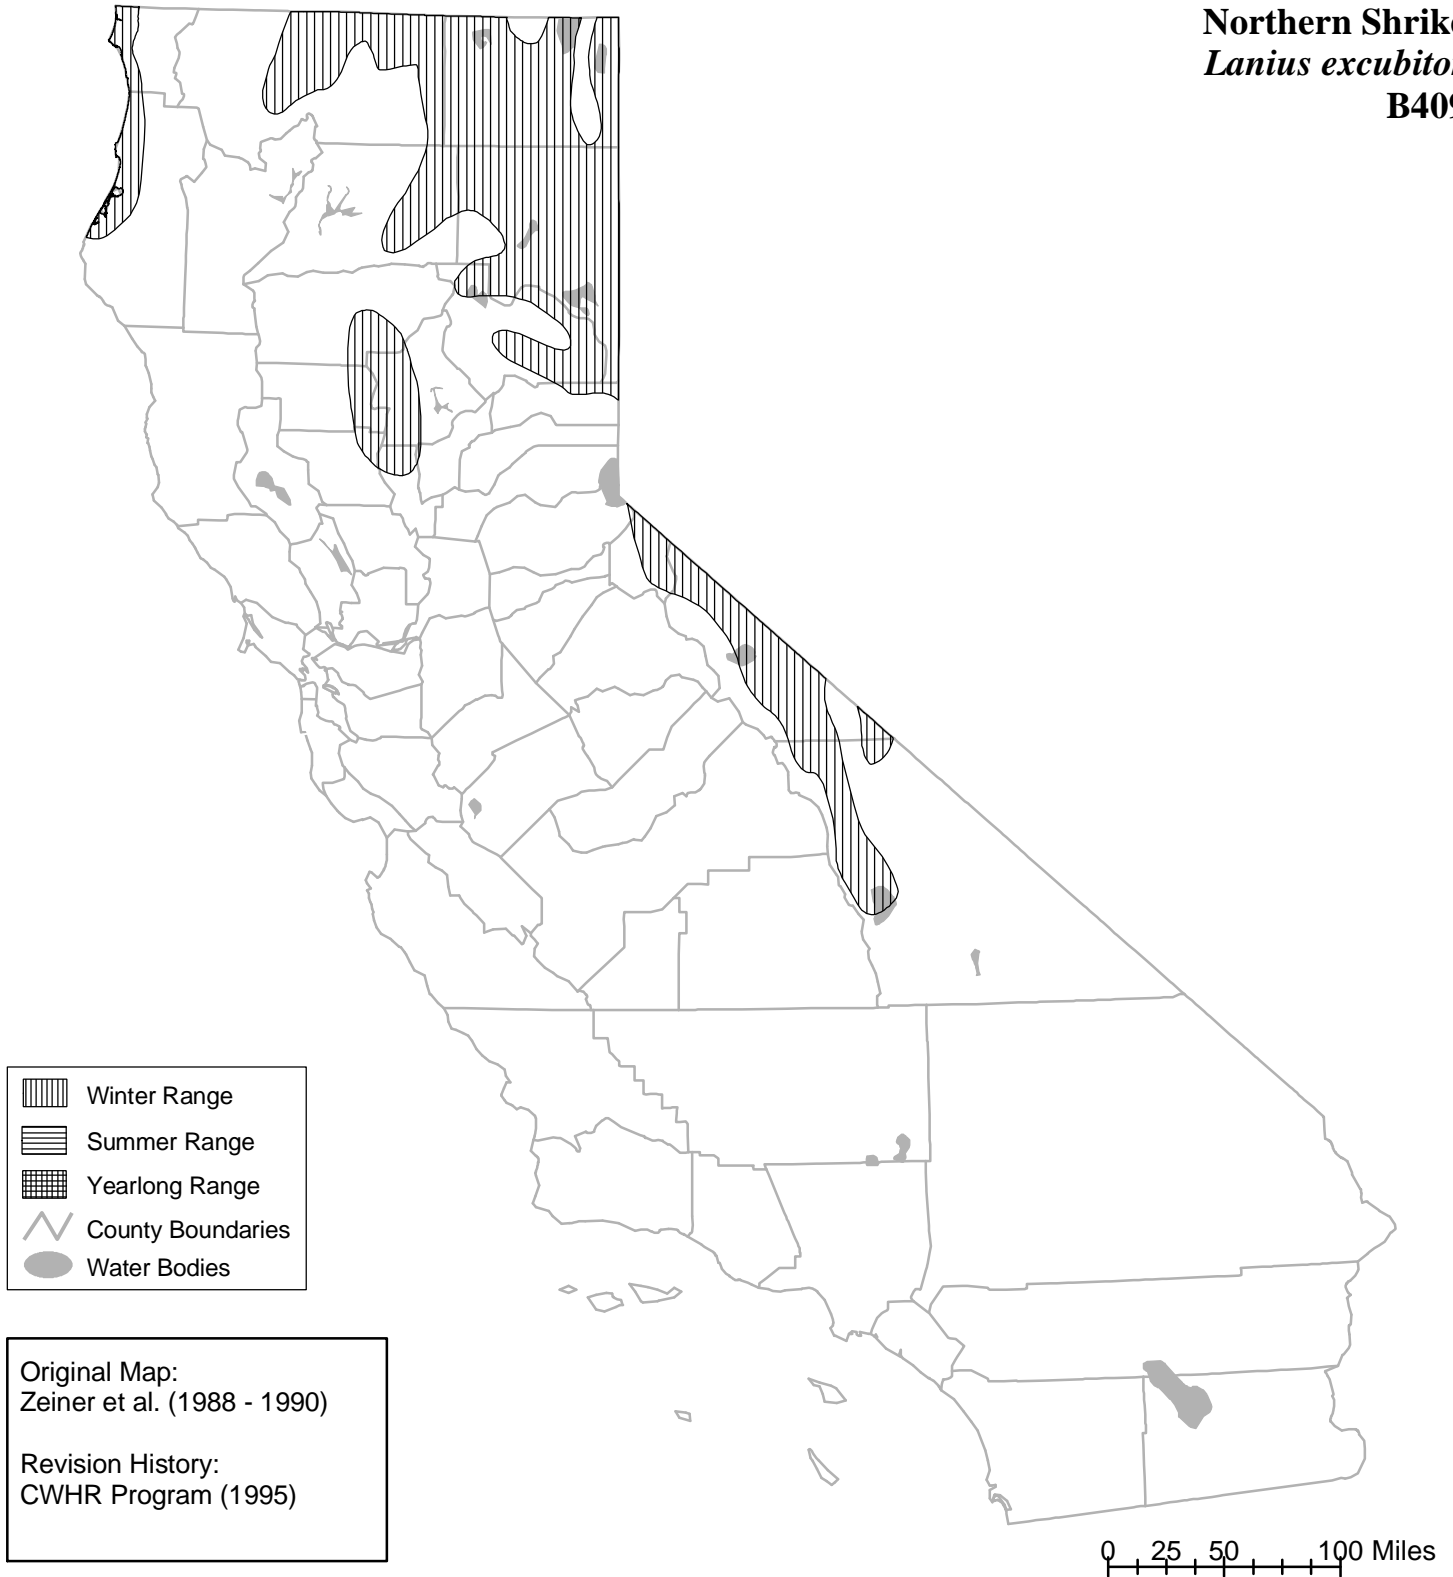 Northern Shrike
Lanius excubitor
B409
Winter Range
Summer Range
Yearlong Range
County Boundaries
Water Bodies
Original Map:
Zeiner et al. (1988 - 1990)
Revision History:
CWHR Program (1995)
0 25 50 100 Miles